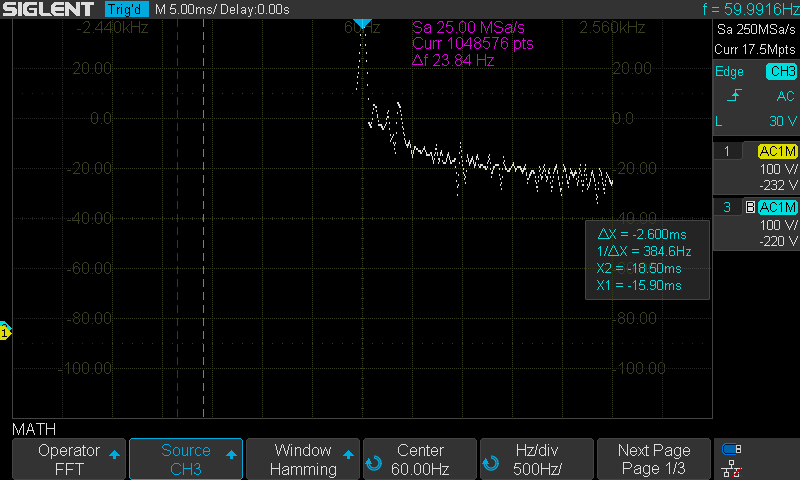 SIGLENT Trig'd M 5.00ms/ Delay:0.00s f = 59.9916Hz
-2.440kHz 60Hz 2.560kHz
Sa 25.00 MSa/s
Curr 1048576 pts
Δf 23.84 Hz
Sa 250MSa/s
Curr 17.5Mpts
Edge CH3
AC
L 30 V
1 AC1M
100 V/
-232 V
3 B AC1M
100 V/
-220 V
20.00 20.00
0.0 0.0
-20.00 -20.00
-40.00 -40.00
-60.00 -60.00
-80.00 -80.00
-100.00 -100.00
ΔX = -2.600ms
1/ΔX = 384.6Hz
X2 = -18.50ms
X1 = -15.90ms
1
MATH
Operator
FFT
Source
CH3
Window
Hamming
Center
60.00Hz
Hz/div
500Hz/
Next Page
Page 1/3